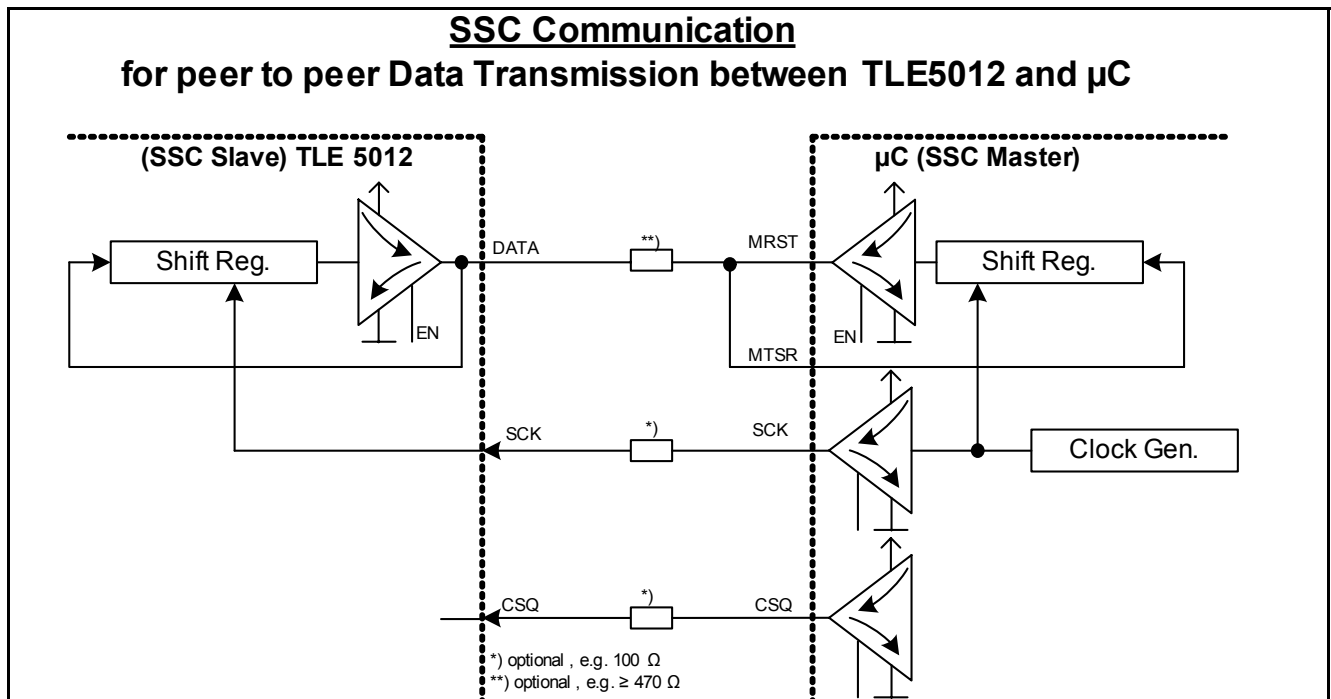 SSC Communication
for peer to peer Data Transmission between TLE5012 and µC
(SSC Slave) TLE 5012
µC (SSC Master)
Shift Reg.
EN
DATA
**)
MRST
EN
Shift Reg.
MTSR
SCK
*)
SCK
Clock Gen.
CSQ
*)
CSQ
*) optional , e.g. 100 Ω
**) optional , e.g. ≥ 470 Ω